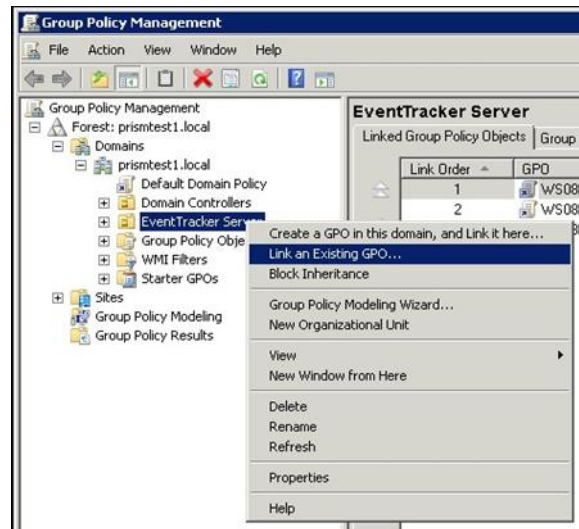 Group Policy Management
File Action View Window Help
Group Policy Management
Forest: prismtest1.local
Domains
prismtest1.local
Default Domain Policy
Domain Controllers
EventTracker Server
Group Policy Obje
WMI Filters
Starter GPOs
Sites
Group Policy Modeling
Group Policy Results
EventTracker Server
Linked Group Policy Objects Group
Link Order GPO
1 WS08
2 WS08
Create a GPO in this domain, and Link it here...
Link an Existing GPO...
Block Inheritance
Group Policy Modeling Wizard...
New Organizational Unit
View
New Window from Here
Delete
Rename
Refresh
Properties
Help